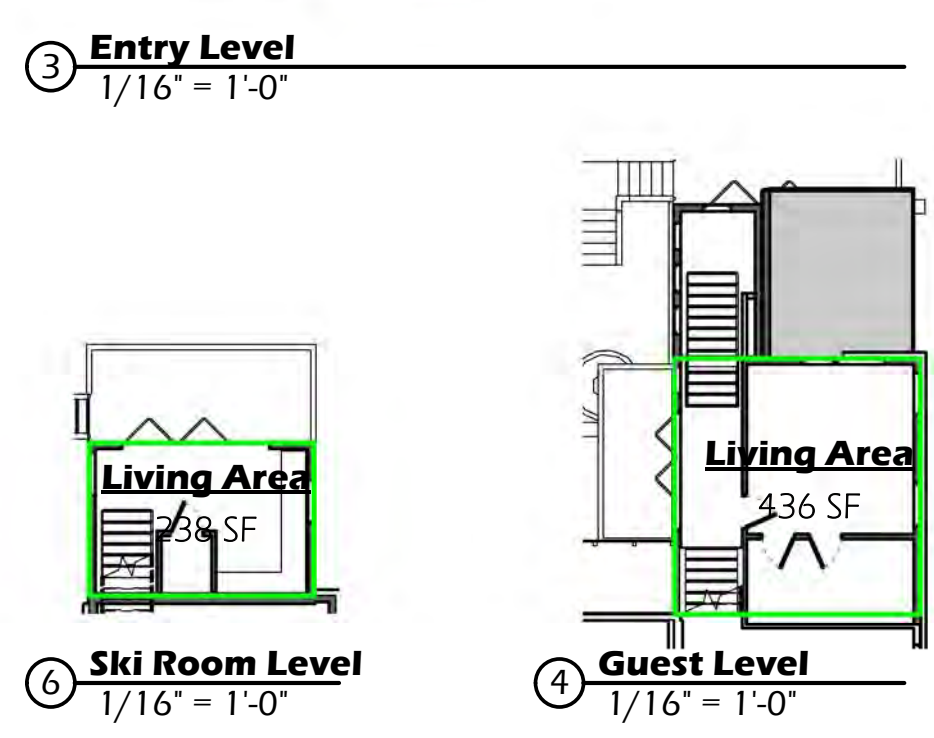 3 Entry Level
1/16" = 1'-0"
Living Area
238 SF
Living Area
436 SF
6 Ski Room Level
1/16" = 1'-0"
4 Guest Level
1/16" = 1'-0"